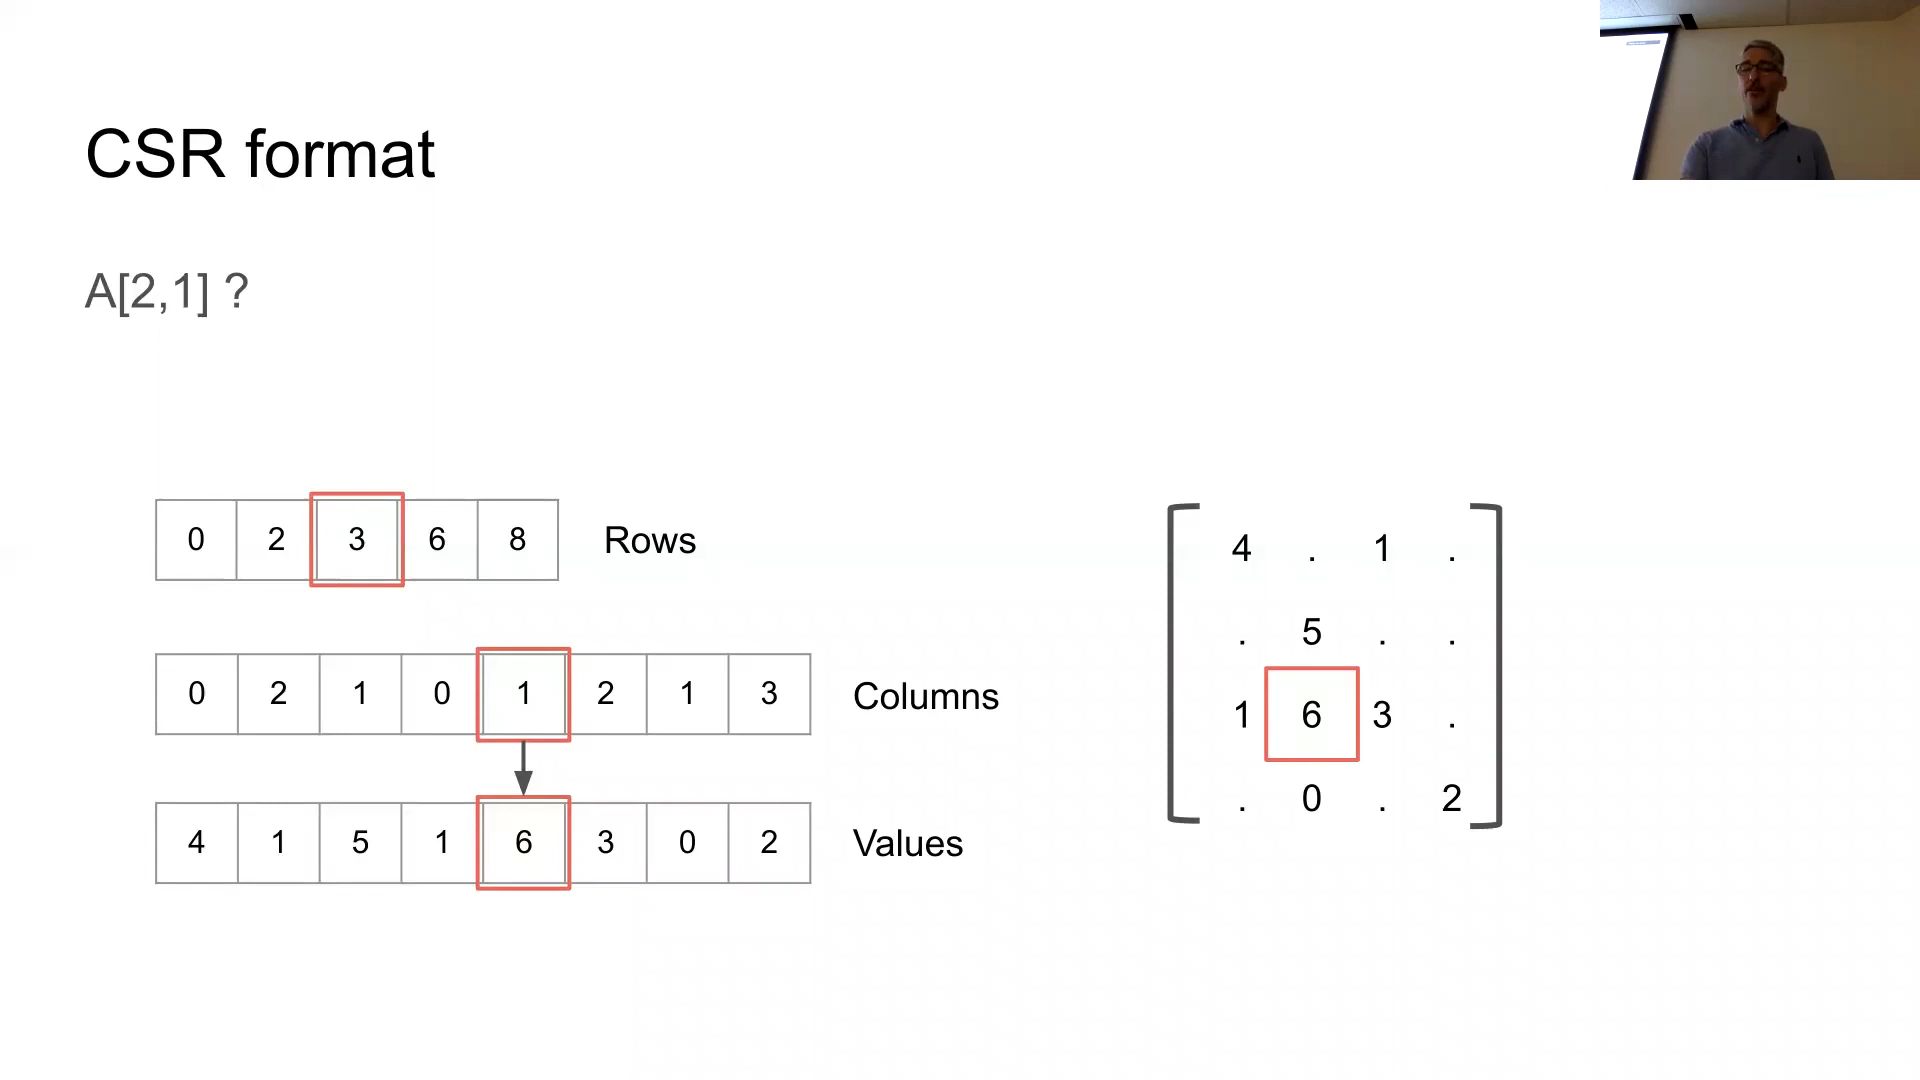 CSR format
A[2,1] ?
0 2 3 6 8 Rows
0 2 1 0 1 2 1 3 Columns
4 1 5 1 6 3 0 2 Values
4 . 1 .
. 5 . .
1 6 3 .
. 0 . 2